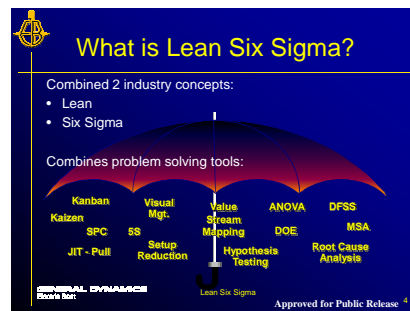 What is Lean Six Sigma?
Combined 2 industry concepts:
• Lean
• Six Sigma
Combines problem solving tools:
Kanban
Visual
Mgt.
Value
Stream
Mapping
ANOVA
DFSS
Kaizen
SPC
5S
DOE
MSA
JIT - Pull
Setup
Reduction
Hypothesis
Testing
Root Cause
Analysis
GENERAL DYNAMICS
Electric Boat
Lean Six Sigma
Approved for Public Release
4